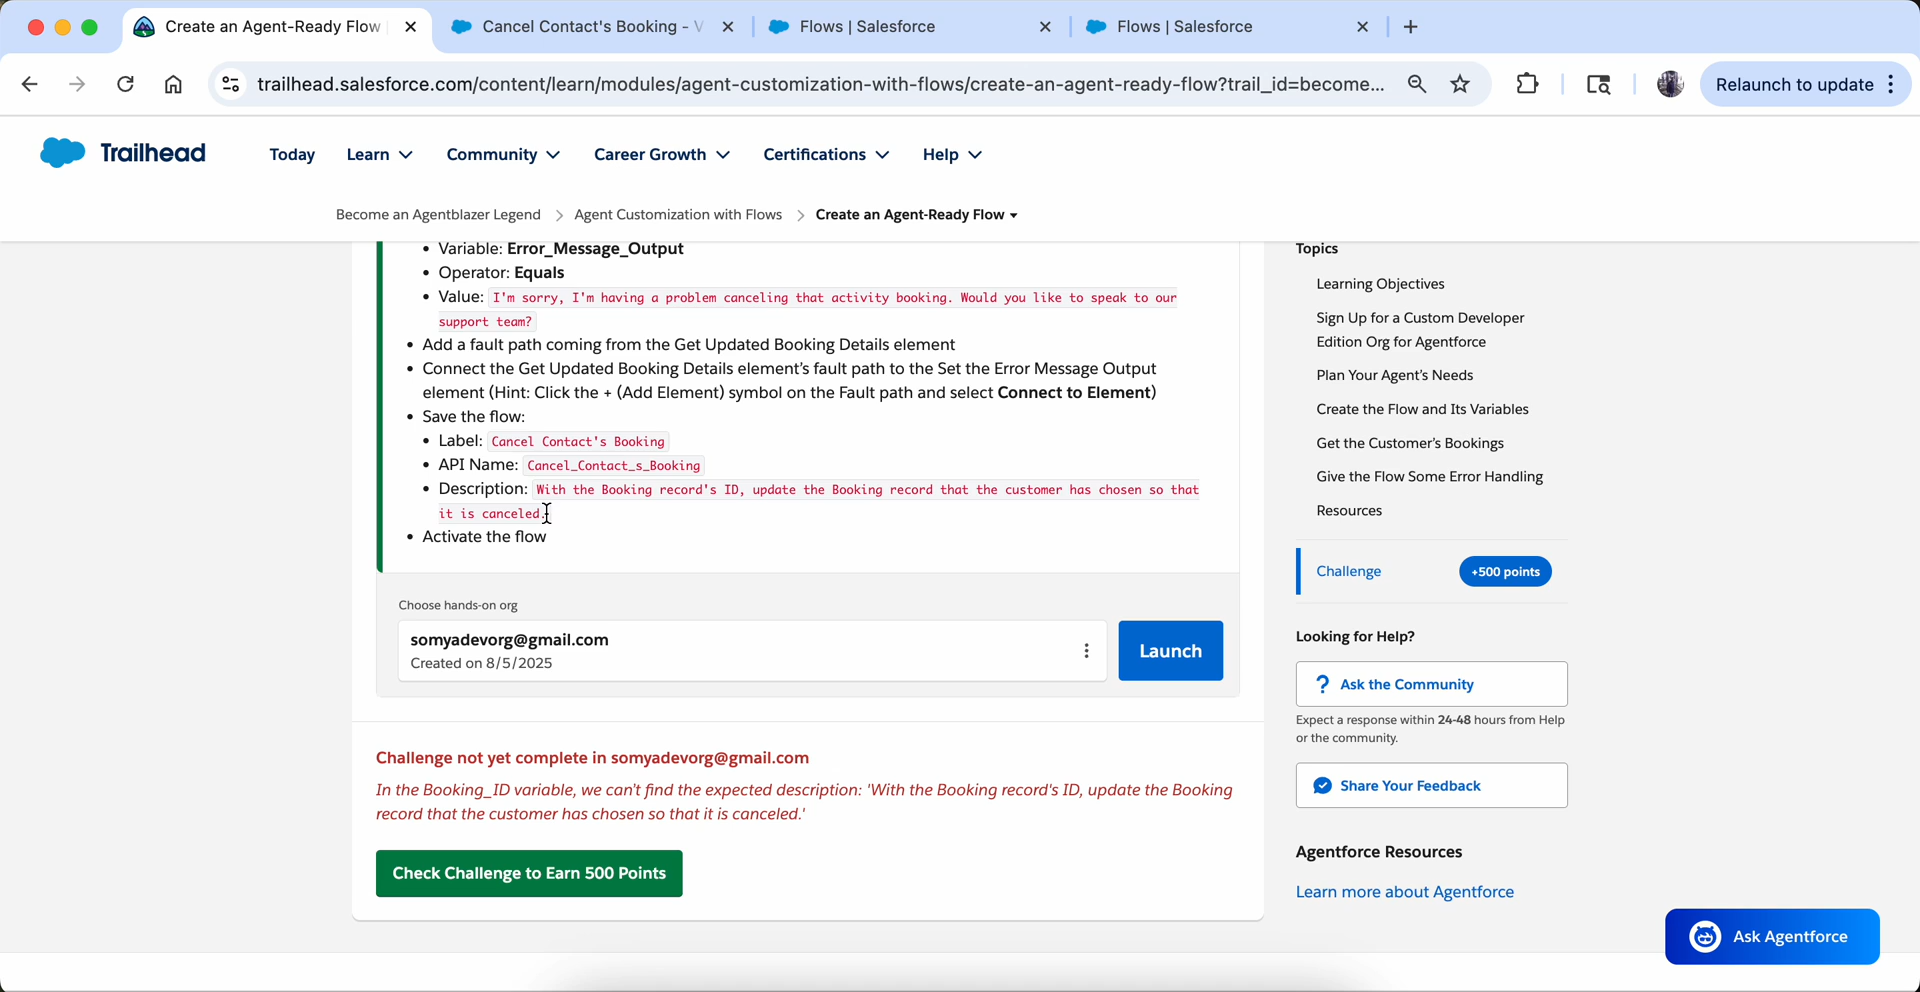 Create an Agent-Ready Flow
Cancel Contact's Booking - V
Flows | Salesforce
Flows | Salesforce
trailhead.salesforce.com/content/learn/modules/agent-customization-with-flows/create-an-agent-ready-flow?trail_id=become...
Relaunch to update
Trailhead
Today
Learn
Community
Career Growth
Certifications
Help
Become an Agentblazer Legend
Agent Customization with Flows
Create an Agent-Ready Flow
• Variable: Error_Message_Output
• Operator: Equals
• Value: I'm sorry, I'm having a problem canceling that activity booking. Would you like to speak to our
support team?
• Add a fault path coming from the Get Updated Booking Details element
• Connect the Get Updated Booking Details element's fault path to the Set the Error Message Output
element (Hint: Click the + (Add Element) symbol on the Fault path and select Connect to Element)
• Save the flow:
• Label: Cancel Contact's Booking
• API Name: Cancel_Contact_s_Booking
• Description: With the Booking record's ID, update the Booking record that the customer has chosen so that
it is canceled.
• Activate the flow
Choose hands-on org
somyadevorg@gmail.com
Created on 8/5/2025
Launch
Challenge not yet complete in somyadevorg@gmail.com
In the Booking_ID variable, we can't find the expected description: 'With the Booking record's ID, update the Booking
record that the customer has chosen so that it is canceled.'
Check Challenge to Earn 500 Points
Topics
Learning Objectives
Sign Up for a Custom Developer
Edition Org for Agentforce
Plan Your Agent's Needs
Create the Flow and Its Variables
Get the Customer's Bookings
Give the Flow Some Error Handling
Resources
Challenge
+500 points
Looking for Help?
? Ask the Community
Expect a response within 24-48 hours from Help
or the community.
Share Your Feedback
Agentforce Resources
Learn more about Agentforce
Ask Agentforce